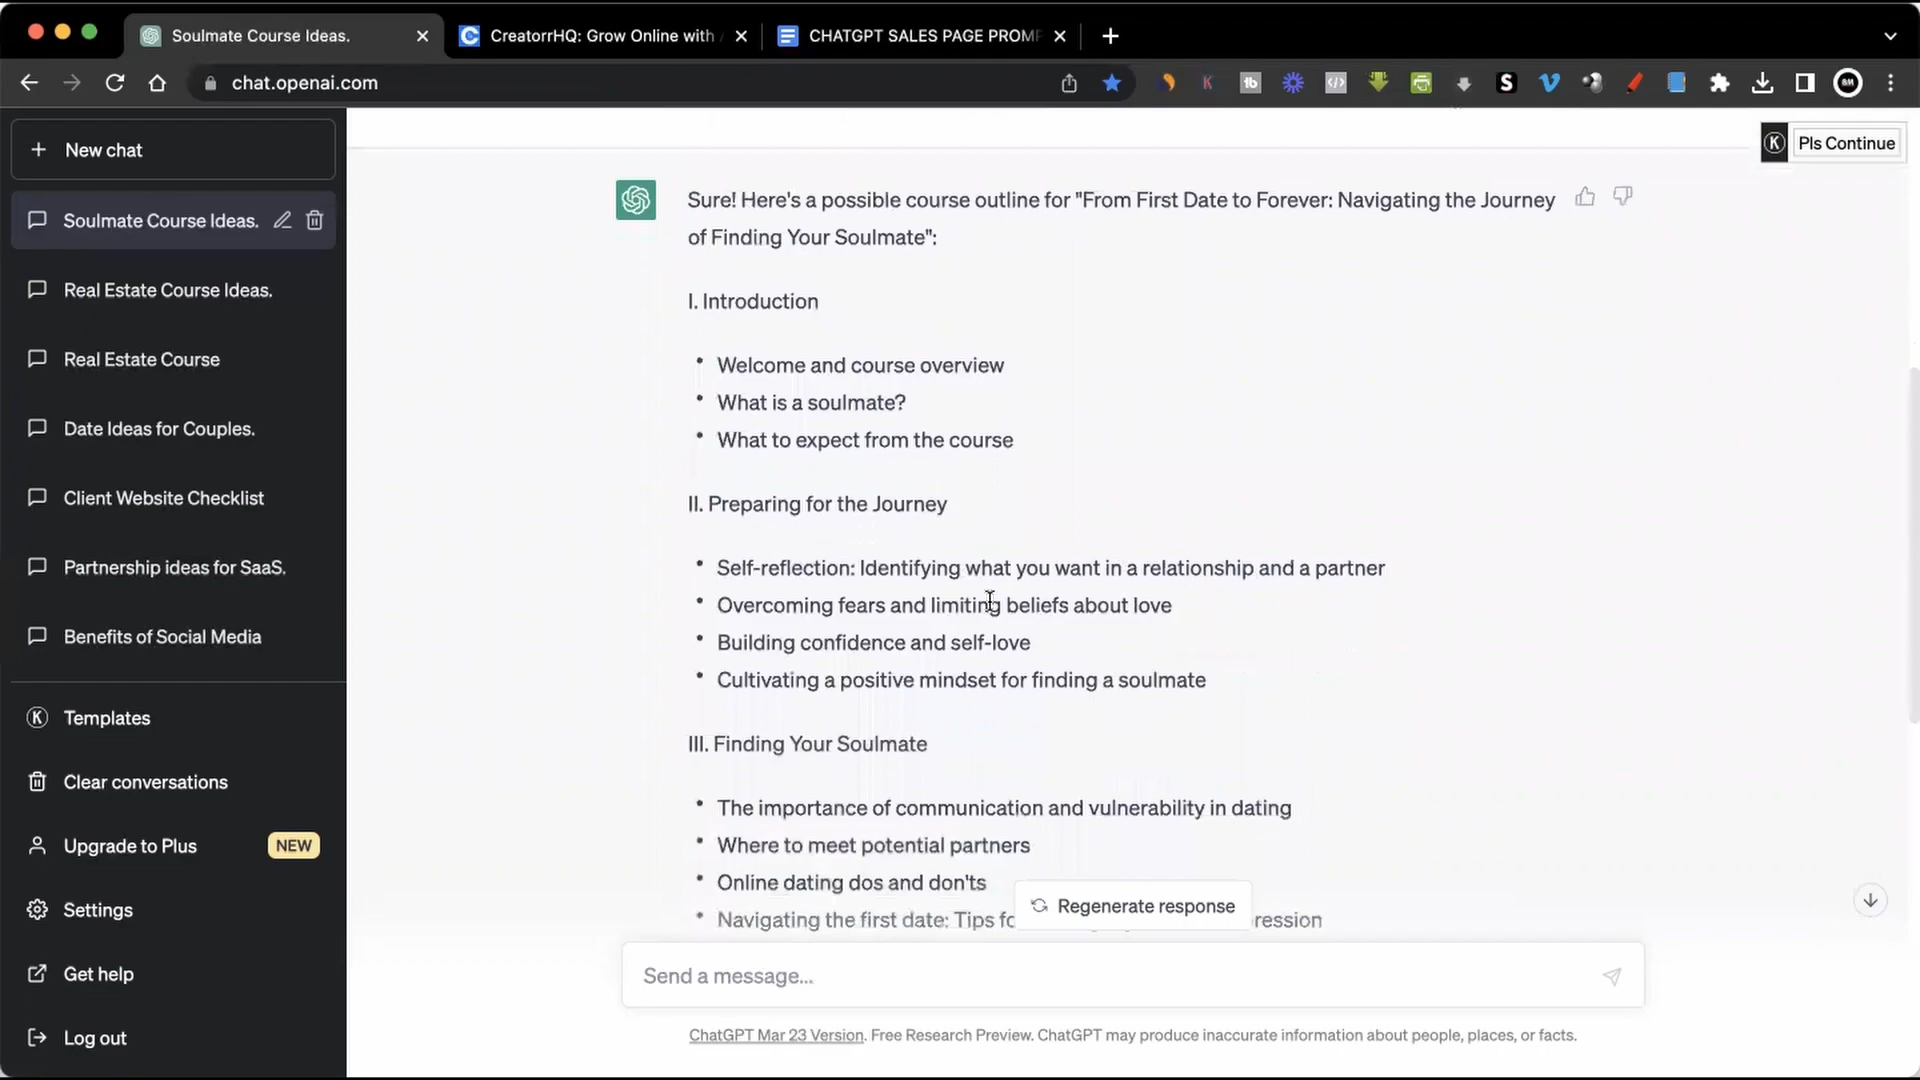 Soulmate Course Ideas.
CreatorrHQ: Grow Online with
CHATGPT SALES PAGE PROMP
chat.openai.com
New chat
Soulmate Course Ideas.
Real Estate Course Ideas.
Real Estate Course
Date Ideas for Couples.
Client Website Checklist
Partnership ideas for SaaS.
Benefits of Social Media
Templates
Clear conversations
Upgrade to Plus NEW
Settings
Get help
Log out
Pls Continue
Sure! Here's a possible course outline for "From First Date to Forever: Navigating the Journey
of Finding Your Soulmate":
I. Introduction
• Welcome and course overview
• What is a soulmate?
• What to expect from the course
II. Preparing for the Journey
• Self-reflection: Identifying what you want in a relationship and a partner
• Overcoming fears and limiting beliefs about love
• Building confidence and self-love
• Cultivating a positive mindset for finding a soulmate
III. Finding Your Soulmate
• The importance of communication and vulnerability in dating
• Where to meet potential partners
• Online dating dos and don'ts
• Navigating the first date: Tips fo
ression
Regenerate response
Send a message...
ChatGPT Mar 23 Version. Free Research Preview. ChatGPT may produce inaccurate information about people, places, or facts.